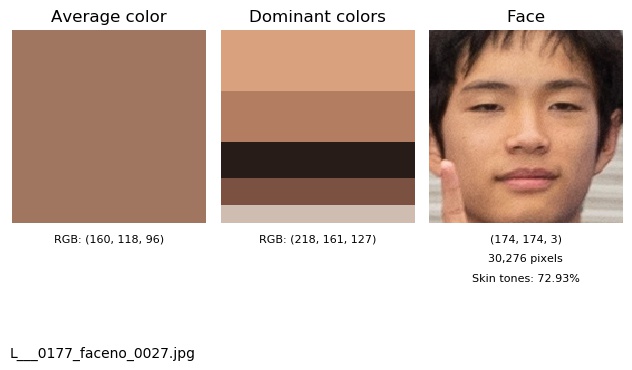 Average color
Dominant colors
Face
RGB: (160, 118, 96)
RGB: (218, 161, 127)
(174, 174, 3)
30,276 pixels
Skin tones: 72.93%
L___0177_faceno_0027.jpg